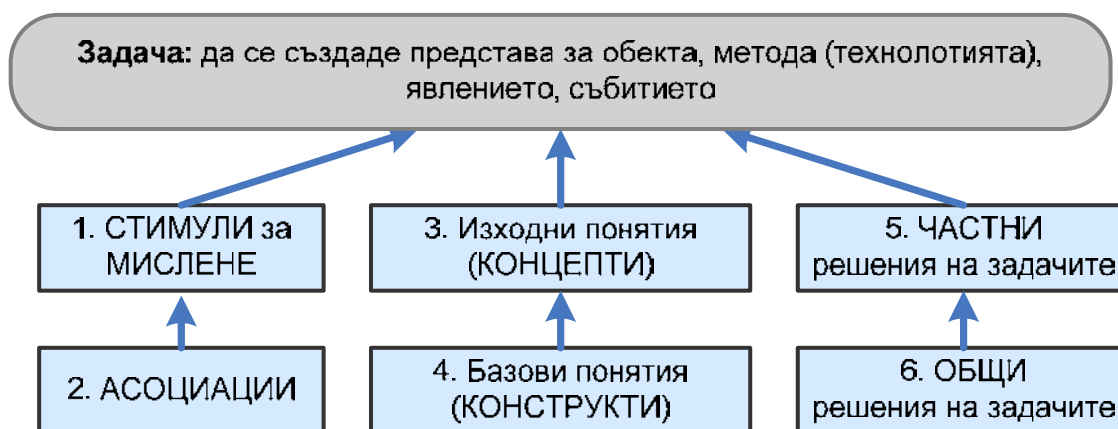 Задача: да се създаде представа за обекта, метода (технолотията),
явлението, събитието
1. СТИМУЛИ за
МИСЛЕНЕ
3. Изходни понятия
(КОНЦЕПТИ)
5. ЧАСТНИ
решения на задачите
2. АСОЦИАЦИИ
4. Базови понятия
(КОНСТРУКТИ)
6. ОБЩИ
решения на задачите